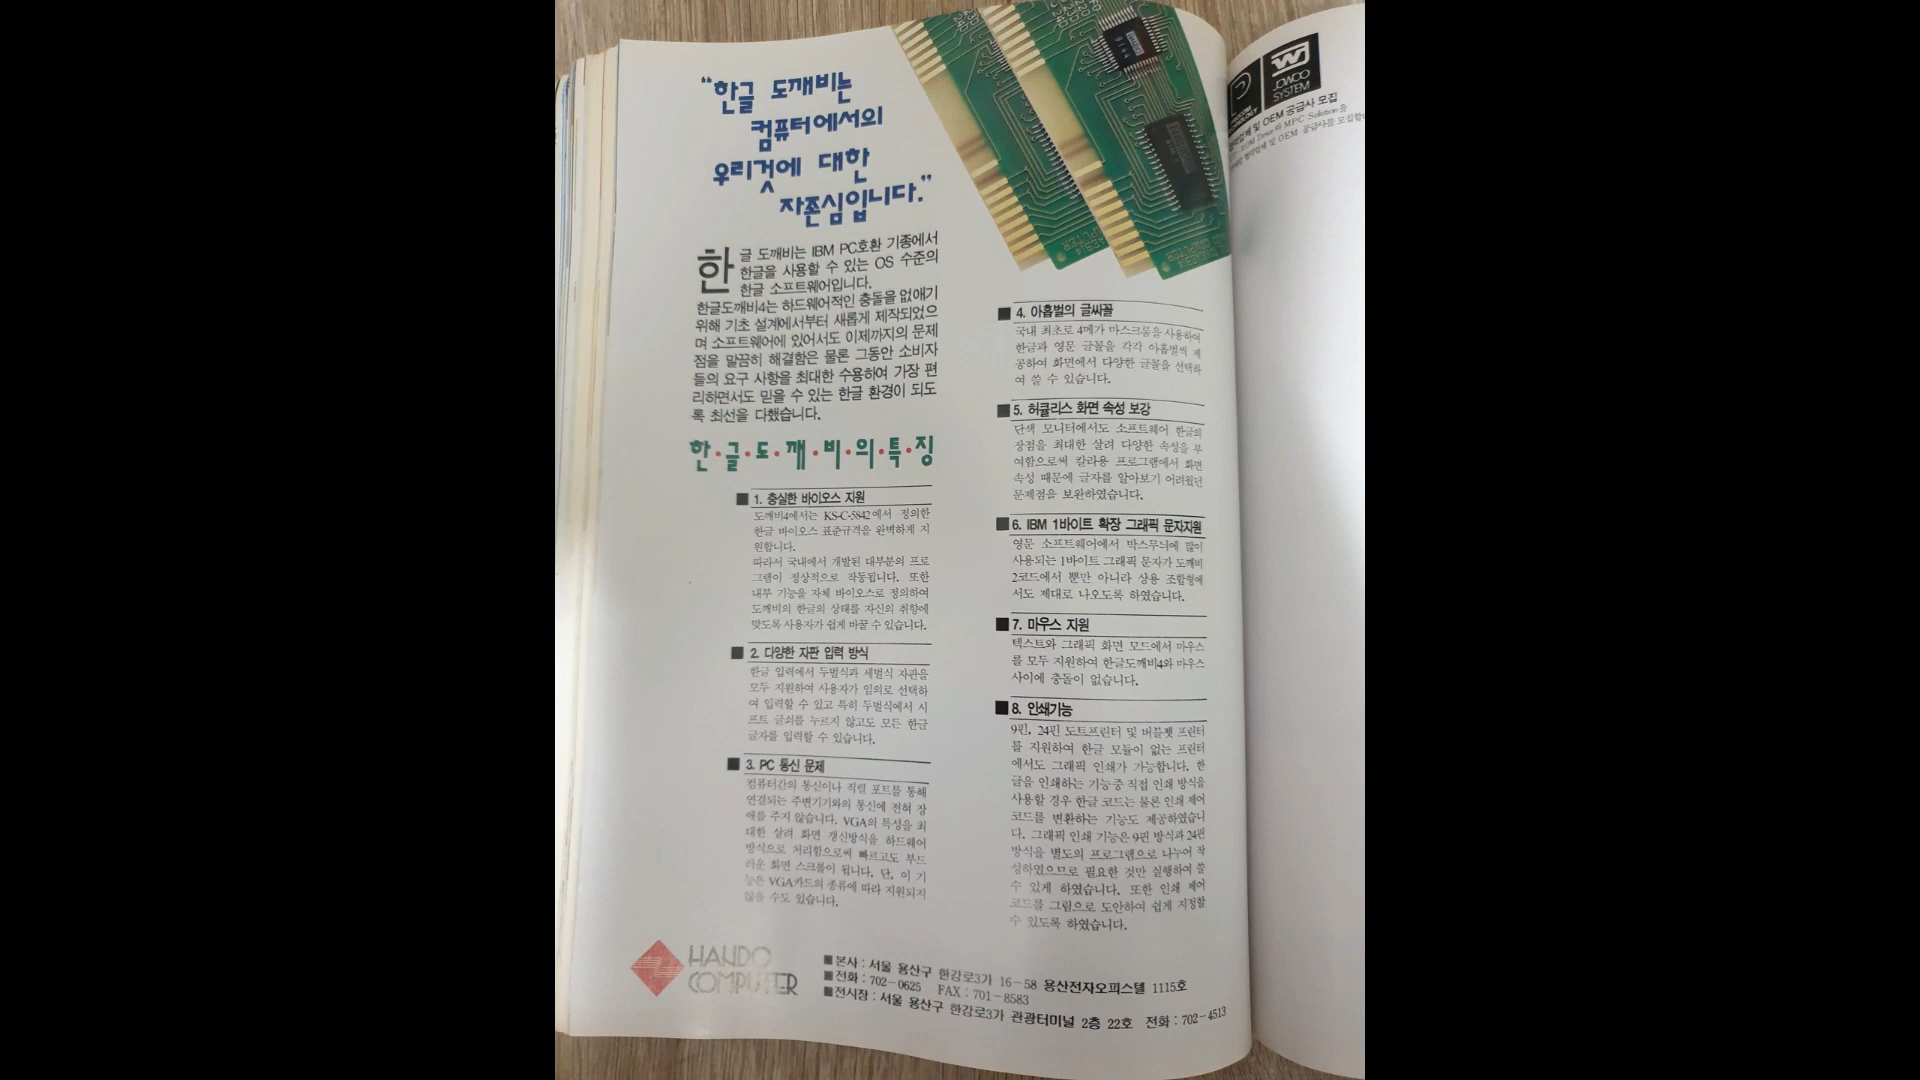 “한글 도깨비는
컴퓨터에서의
우리것에 대한
자존심입니다.”
한글 도깨비는 IBM PC호환 기종에서
한글을 사용할 수 있는 OS 수준의
한글 소프트웨어입니다.
한글도깨비4는 하드웨어적인 충돌을 없애기
위해 기초 설계에서부터 새롭게 제작되었으
며 소프트웨어에 있어서도 이제까지의 문제
점을 말끔히 해결함은 물론 그동안 소비자
들의 요구 사항을 최대한 수용하여 가장 편
리하면서도 믿을 수 있는 한글 환경이 되도
록 최선을 다했습니다.
한·글·도·깨·비·의·특·징
■ 1. 충실한 바이오스 지원
도깨비4에서는 KS-C-5842에서 정의한
한글 바이오스 표준규격을 완벽하게 지
원합니다.
따라서 국내에서 개발된 대부분의 프로
그램이 정상적으로 작동됩니다. 또한
내부 기능을 자체 바이오스로 정의하여
도깨비의 한글의 상태를 자신의 취향에
맞도록 사용자가 쉽게 바꿀 수 있습니다.
■ 2. 다양한 자판 입력 방식
한글 입력에서 두벌식과 세벌식 자판을
모두 지원하여 사용자가 임의로 선택하
여 입력할 수 있고 특히 두벌식에서 시
프트 글쇠를 누르지 않고도 모든 한글
글자를 입력할 수 있습니다.
■ 3. PC 통신 문제
컴퓨터간의 통신이나 직렬 포트를 통해
연결되는 주변기기와의 통신에 전혀 장
애를 주지 않습니다. VGA의 특성을 최
대한 살려 화면 갱신방식을 하드웨어
방식으로 처리함으로써 빠르고도 부드
러운 화면 스크롤이 됩니다. 단, 이 기
능은 VGA카드의 종류에 따라 지원되지
않을 수도 있습니다.
■ 4. 아홉벌의 글씨꼴
국내 최초로 4메가 마스크롬을 사용하여
한글과 영문 글꼴을 각각 아홉벌씩 제
공하여 화면에서 다양한 글꼴을 선택하
여 쓸 수 있습니다.
■ 5. 허큘리스 화면 속성 보강
단색 모니터에서도 소프트웨어 한글의
장점을 최대한 살려 다양한 속성을 부
여함으로써 칼라용 프로그램에서 화면
속성 때문에 글자를 알아보기 어려웠던
문제점을 보완하였습니다.
■ 6. IBM 1바이트 확장 그래픽 문자지원
영문 소프트웨어에서 박스무늬에 많이
사용되는 1바이트 그래픽 문자가 도깨비
2코드에서 뿐만 아니라 상용 조합형에
서도 제대로 나오도록 하였습니다.
■ 7. 마우스 지원
텍스트와 그래픽 화면 모드에서 마우스
를 모두 지원하여 한글도깨비4와 마우스
사이에 충돌이 없습니다.
■ 8. 인쇄기능
9핀, 24핀 도트프린터 및 버블젯 프린터
를 지원하여 한글 모듈이 없는 프린터
에서도 그래픽 인쇄가 가능합니다. 한
글을 인쇄하는 기능중 직접 인쇄 방식을
사용할 경우 한글 코드는 물론 인쇄 제어
코드를 변환하는 기능도 제공하였습니
다. 그래픽 인쇄 기능은 9핀 방식과 24핀
방식을 별도의 프로그램으로 나누어 작
성하였으므로 필요한 것만 실행하여 쓸
수 있게 하였습니다. 또한 인쇄 제어
코드를 그림으로 도안하여 쉽게 지정할
수 있도록 하였습니다.
HANDO
COMPUTER
■본사 : 서울 용산구 한강로3가 16-58 용산전자오피스텔 1115호
■전화 : 702-0625 FAX : 701-8583
■전시장 : 서울 용산구 한강로3가 관광터미널 2층 22호 전화 : 702-4513
JOWOO
SYSTEM
및 OEM 공급사 모집
MPC Solution을
및 OEM 공급사를